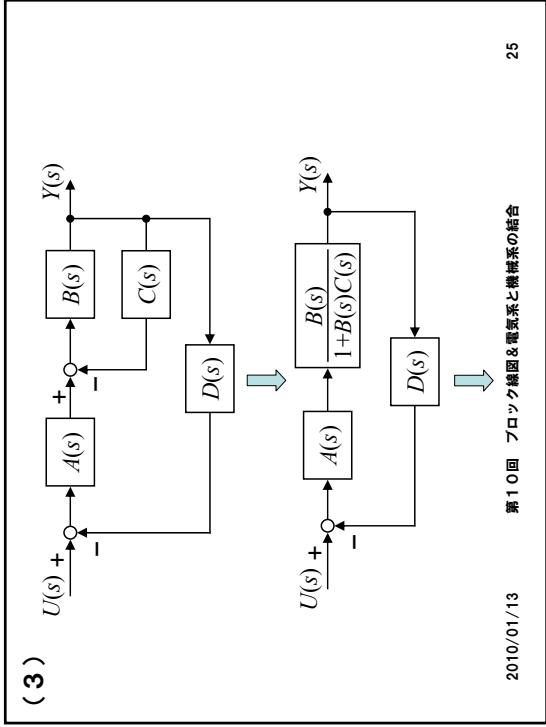 (3)
U(s) + A(s) + B(s) Y(s)
− − C(s)
D(s)
U(s) + A(s) B(s) Y(s)
1+B(s)C(s)
−
D(s)
2010/01/13 第10回 ブロック線図&電気系と機械系の結合 25